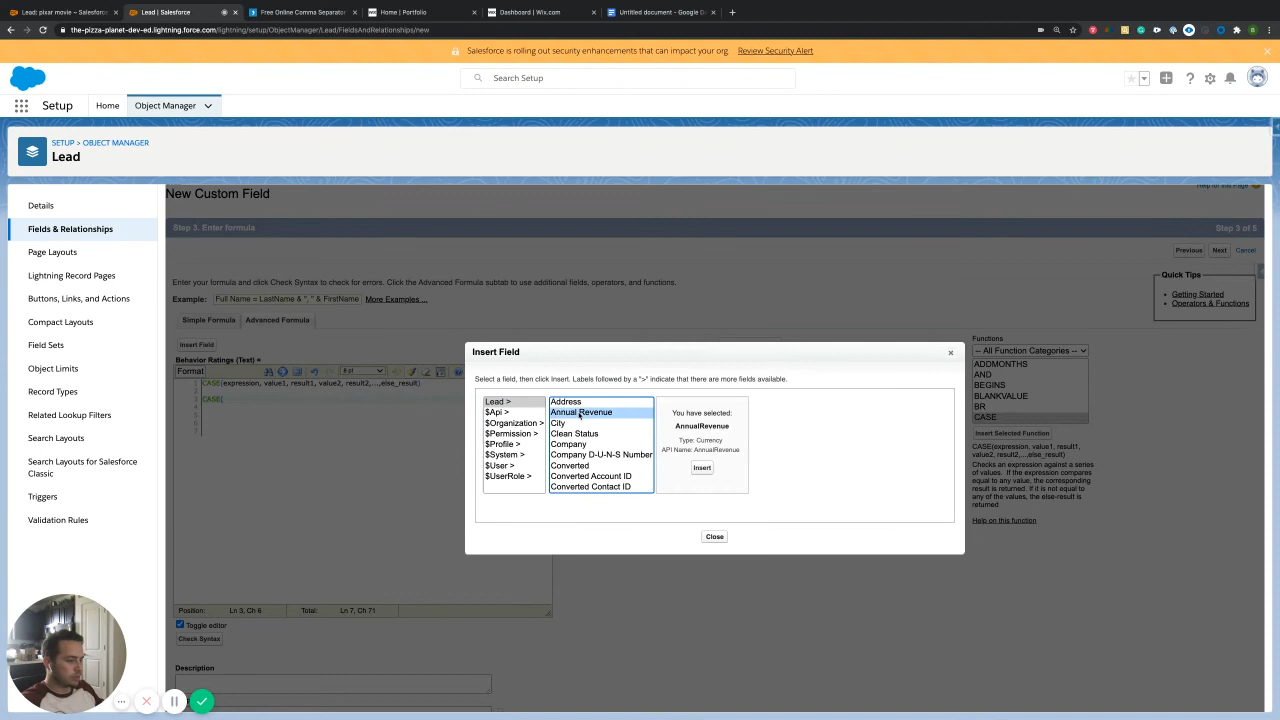 Lead: pixar movie ~ Salesforc
Lead | Salesforce
Free Online Comma Separator
Home | Portfolio
Dashboard | Wix.com
Untitled document - Google D
the-pizza-planet-dev-ed.lightning.force.com/lightning/setup/ObjectManager/Lead/FieldsAndRelationships/new
Salesforce is rolling out security enhancements that can impact your org. Review Security Alert
Search Setup
Setup
Home
Object Manager
SETUP > OBJECT MANAGER
Lead
Details
Fields & Relationships
Page Layouts
Lightning Record Pages
Buttons, Links, and Actions
Compact Layouts
Field Sets
Object Limits
Record Types
Related Lookup Filters
Search Layouts
Search Layouts for Salesforce
Classic
Triggers
Validation Rules
New Custom Field
Help for this Page
Step 3. Enter formula
Step 3 of 5
Previous Next Cancel
Enter your formula and click Check Syntax to check for errors. Click the Advanced Formula subtab to use additional fields, operators, and functions.
Example: Full Name = LastName & ", " & FirstName More Examples ...
Quick Tips
Getting Started
Operators & Functions
Simple Formula Advanced Formula
Insert Field
Behavior Ratings (Text) =
Format
8 pt
1 CASE(expression, value1, result1, value2, result2,...,else_result)
2
3 CASE(
4
5
6
7
Functions
-- All Function Categories --
ADDMONTHS
AND
BEGINS
BLANKVALUE
BR
CASE
Insert Selected Function
CASE(expression, value1, result1,
value2, result2,...,else_result)
Checks an expression against a series
of values. If the expression compares
equal to any value, the corresponding
result is returned. If it is not equal to
any of the values, the else-result is
returned
Help on this function
Insert Field
Select a field, then click Insert. Labels followed by a ">" indicate that there are more fields available.
Lead >
$Api >
$Organization >
$Permission >
$Profile >
$System >
$User >
$UserRole >
Address
Annual Revenue
City
Clean Status
Company
Company D-U-N-S Number
Converted
Converted Account ID
Converted Contact ID
You have selected:
AnnualRevenue
Type: Currency
API Name: AnnualRevenue
Insert
Close
Position: Ln 3, Ch 6 Total: Ln 7, Ch 71
Toggle editor
Check Syntax
Description